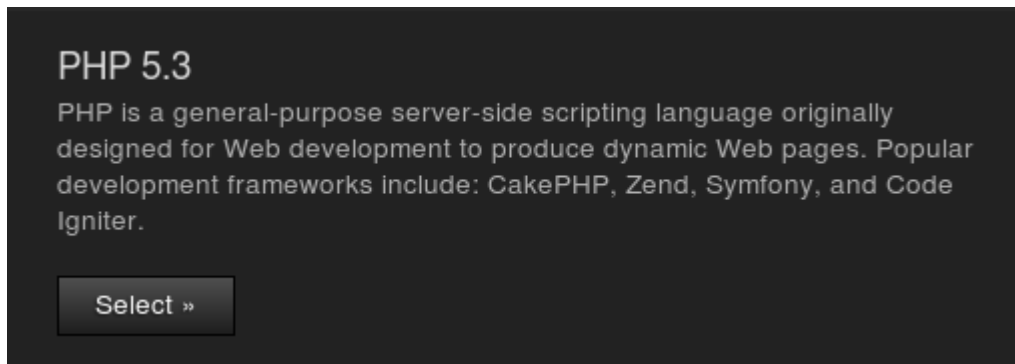 PHP 5.3
PHP is a general-purpose server-side scripting language originally
designed for Web development to produce dynamic Web pages. Popular
development frameworks include: CakePHP, Zend, Symfony, and Code
Igniter.
Select »